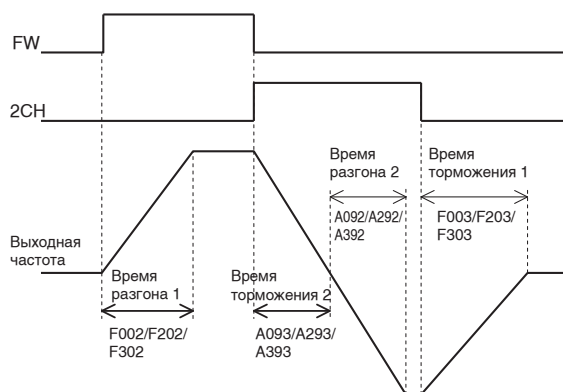 FW
2CH
Время
разгона 2
A092/A292/
A392
Время
торможения 1
F003/F203/
F303
Выходная
частота
Время
разгона 1
F002/F202/
F302
Время
торможения 2
A093/A293/
A393